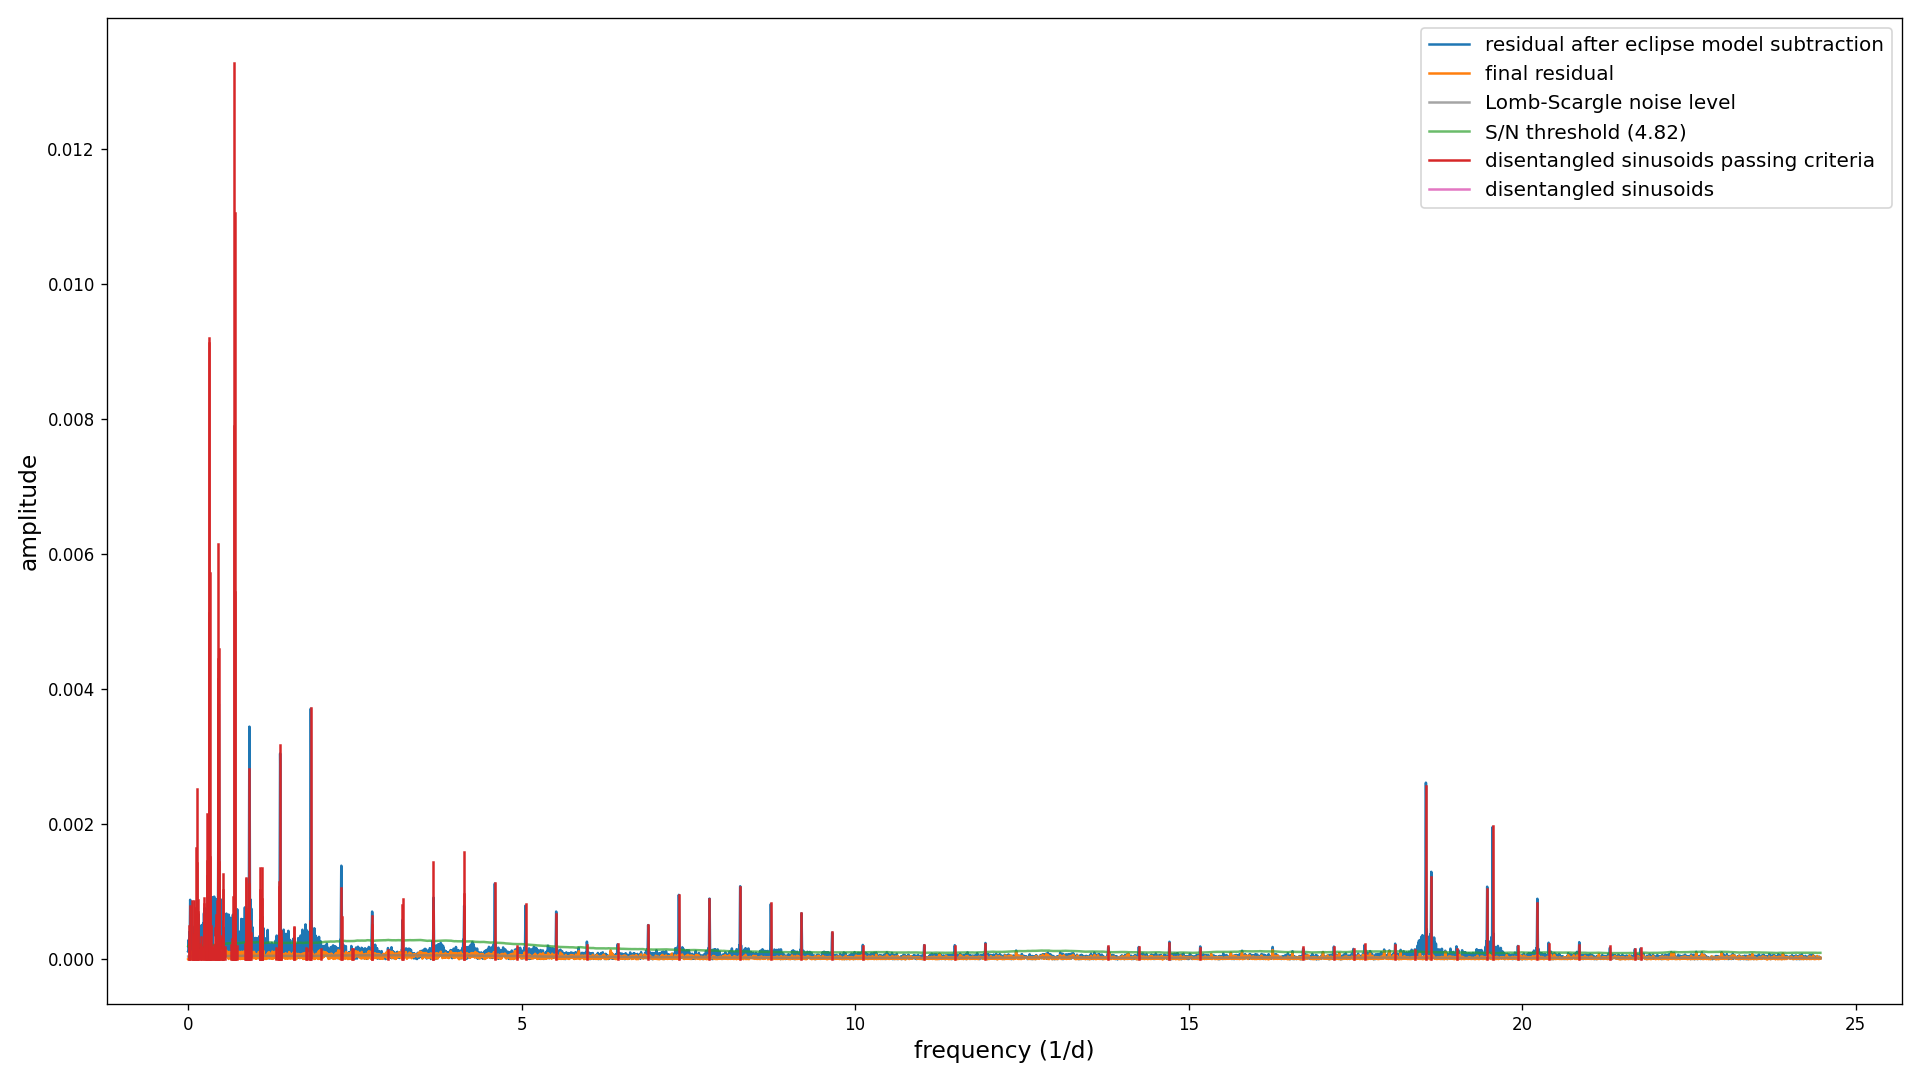 residual after eclipse model subtraction
final residual
Lomb-Scargle noise level
S/N threshold (4.82)
disentangled sinusoids passing criteria
disentangled sinusoids
0.012
0.010
0.008
0.006
0.004
0.002
0.000
amplitude
0 5 10 15 20 25
frequency (1/d)